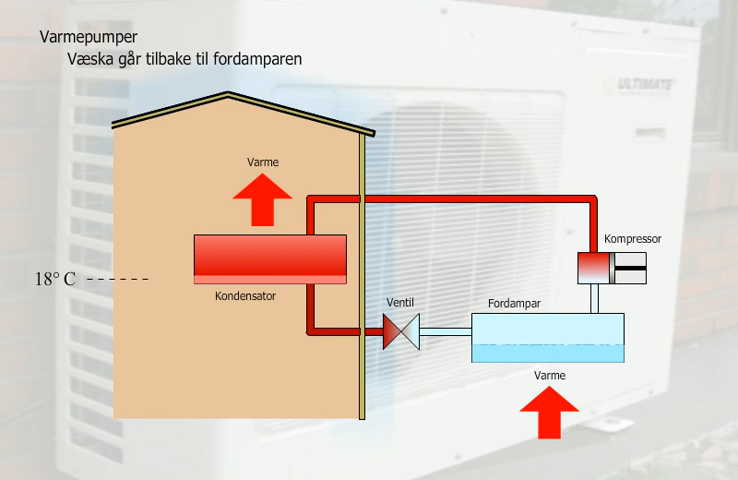 Varmepumper
Væska går tilbake til fordamparen
ULTIMATE
Varme
Kompressor
18° C
Kondensator
Ventil
Fordampar
Varme